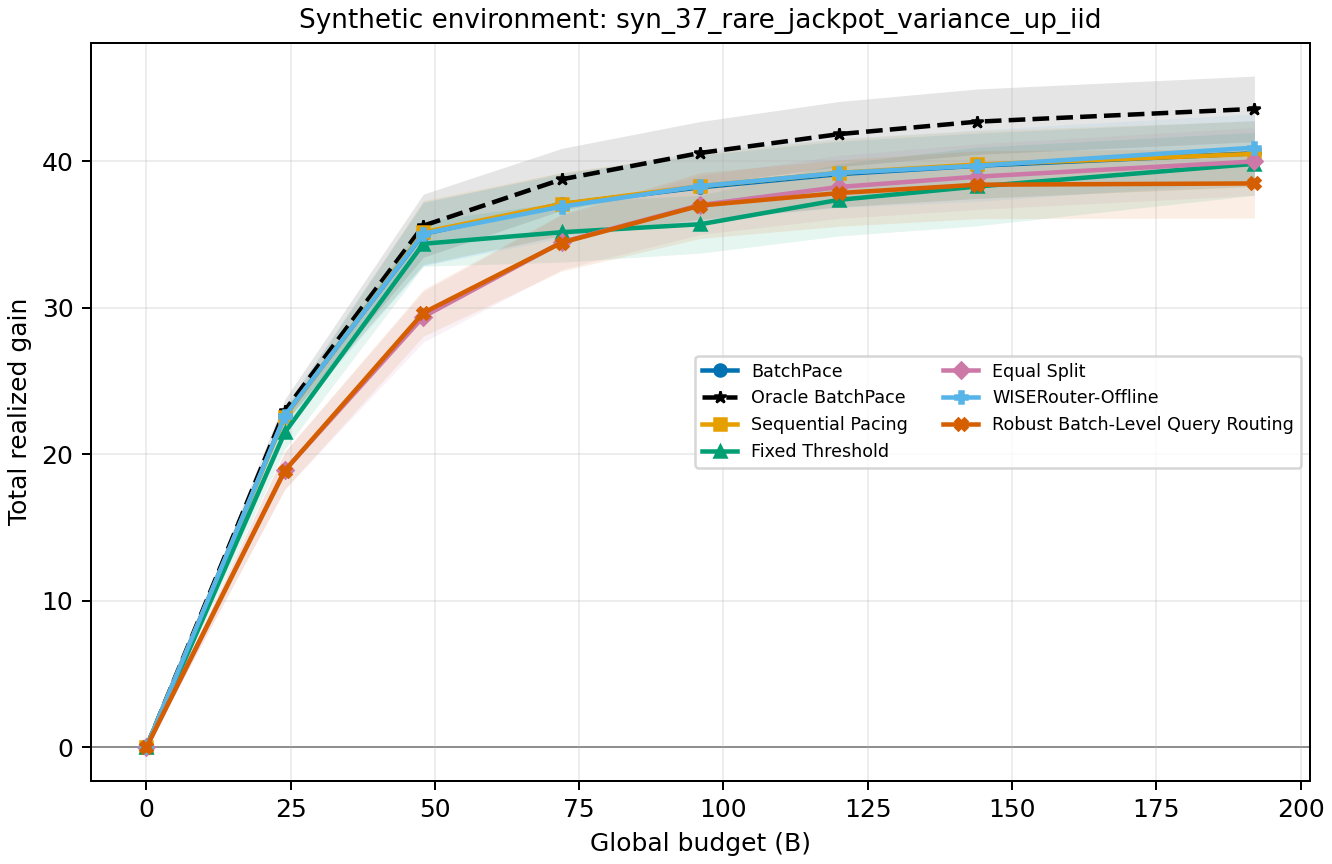 Synthetic environment: syn_37_rare_jackpot_variance_up_iid
Total realized gain
40
30
20
10
0
BatchPace
Oracle BatchPace
Sequential Pacing
Fixed Threshold
Equal Split
WISERouter-Offline
Robust Batch-Level Query Routing
0 25 50 75 100 125 150 175 200
Global budget (B)